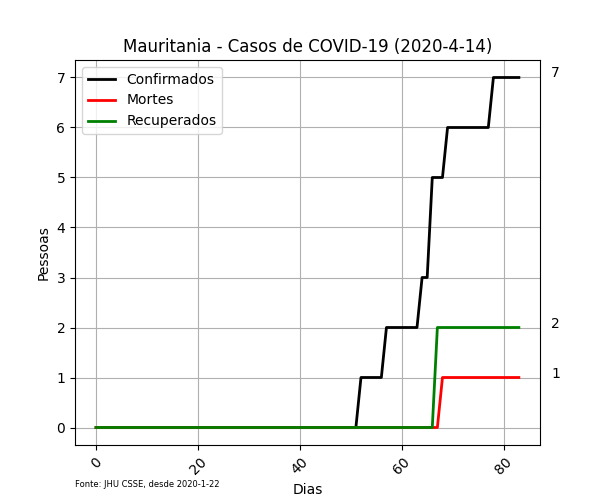 Mauritania - Casos de COVID-19 (2020-4-14)
Confirmados
Mortes
Recuperados
Pessoas
7
6
5
4
3
2
1
0
7
2
1
0
20
40
60
80
Dias
Fonte: JHU CSSE, desde 2020-1-22